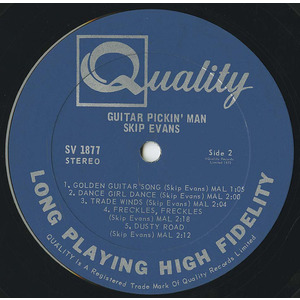 Quality
GUITAR PICKIN' MAN
SKIP EVANS
SV 1877
STEREO
Side 2
1. GOLDEN GUITAR SONG (Skip Evans) MAL 1:05
2. DANCE GIRL DANCE (Skip Evans) MAL 2:00
3. TRADE WINDS (Skip Evans) MAL 2:04
4. FRECKLES, FRECKLES
(Skip Evans) MAL 2:18
5. DUSTY ROAD
(Skip Evans) MAL 2:12
LONG PLAYING HIGH FIDELITY
QUALITY is a Registered Trade Mark Of Quality Records Limited